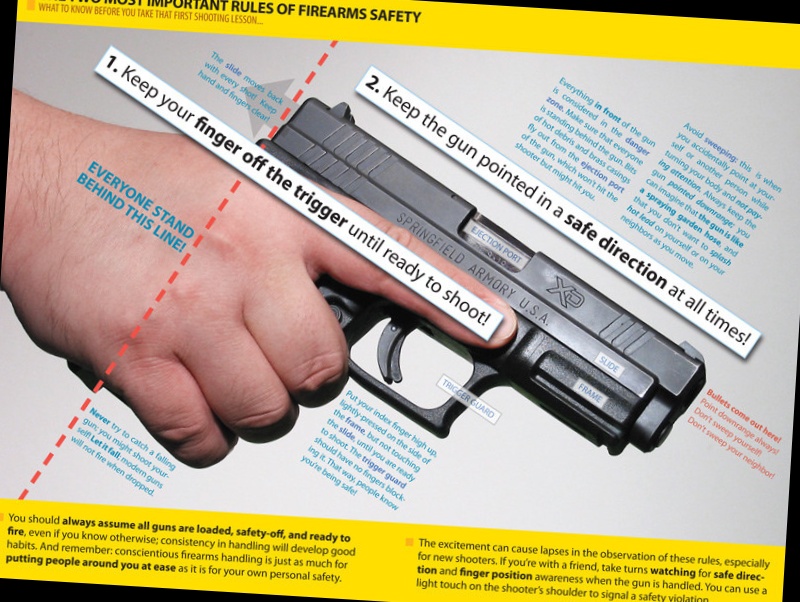 TWO MOST IMPORTANT RULES OF FIREARMS SAFETY
WHAT TO KNOW BEFORE YOU TAKE THAT FIRST SHOOTING LESSON...
1. Keep your finger off the trigger until ready to shoot!
2. Keep the gun pointed in a safe direction at all times!
The slide moves back
with every shot! Keep
hand and fingers clear!
EVERYONE STAND
BEHIND THIS LINE!
Everything in front of the gun
is considered in the danger
zone. Make sure that everyone
is standing behind the gun. Bits
of hot debris and brass casings
fly out from the ejection port
of the gun, which won't hit the
shooter but might hit you.
Avoid sweeping: this is when
you accidentally point at your-
self or another person while
turning your body and not pay-
ing attention. Always keep the
gun pointed downrange; you
can imagine that the gun is like
a spraying garden hose, and
that you don't want to splash
hot lead on yourself or on your
neighbors as you move.
EJECTION PORT
SPRINGFIELD ARMORY U.S.A.
XD
SLIDE
FRAME
TRIGGER GUARD
Bullets come out here!
Point downrange always!
Don't sweep yourself!
Don't sweep your neighbor!
Never try to catch a falling
gun; you might shoot your-
self! Let it fall: modern guns
will not fire when dropped.
Put your index finger high up,
lightly pressed on the side of
the frame but not touching
the slide, until you are ready
to shoot. The trigger guard
should have no fingers block-
ing it. That way, people know
you're being safe!
You should always assume all guns are loaded, safety-off, and ready to
fire, even if you know otherwise; consistency in handling will develop good
habits. And remember: conscientious firearms handling is just as much for
putting people around you at ease as it is for your own personal safety.
The excitement can cause lapses in the observation of these rules, especially
for new shooters. If you're with a friend, take turns watching for safe direc-
tion and finger position awareness when the gun is handled. You can use a
light touch on the shooter's shoulder to signal a safety violation.